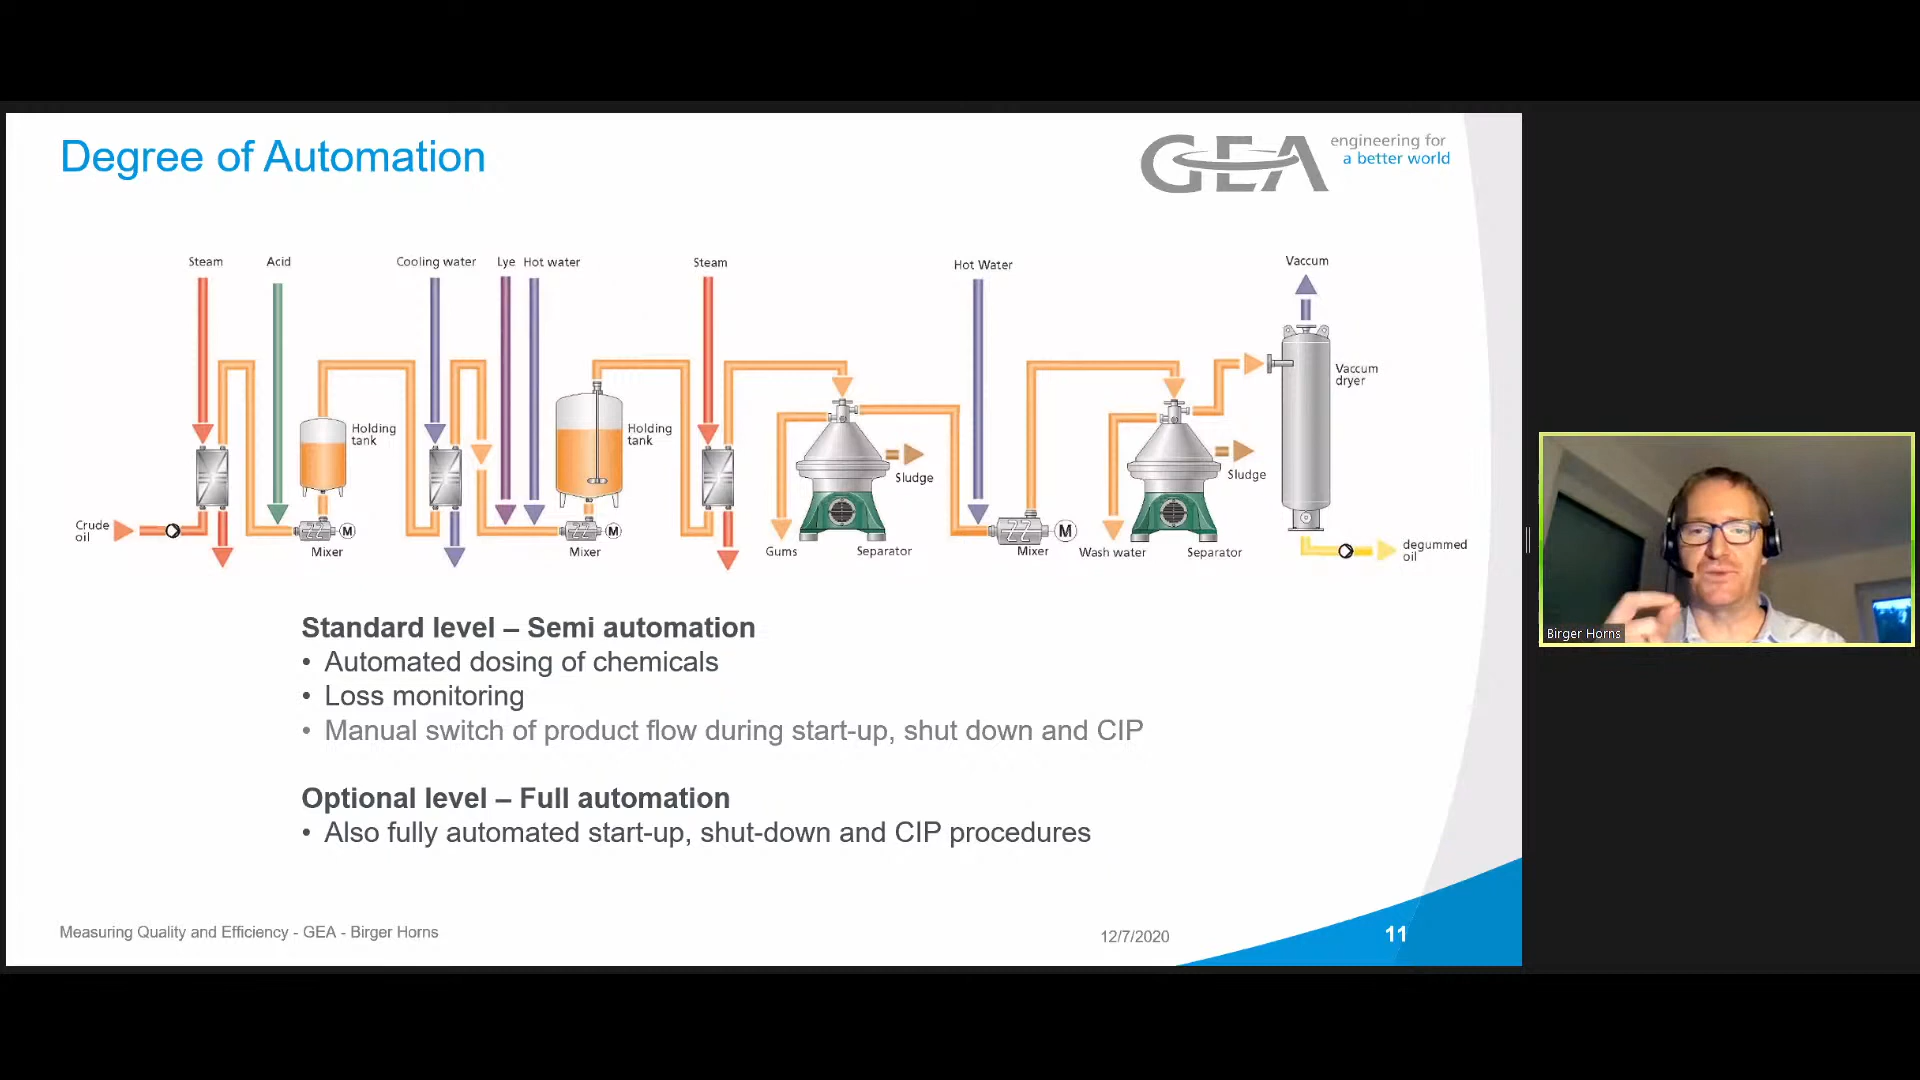 Degree of Automation
GEA
engineering for
a better world
Steam
Acid
Cooling water
Lye
Hot water
Steam
Hot Water
Vaccum
Holding
tank
Holding
tank
Vaccum
dryer
Sludge
Sludge
Crude
oil
M
Mixer
M
Mixer
Gums
Separator
M
Mixer
Wash water
Separator
degummed
oil
Standard level – Semi automation
• Automated dosing of chemicals
• Loss monitoring
• Manual switch of product flow during start-up, shut down and CIP
Optional level – Full automation
• Also fully automated start-up, shut-down and CIP procedures
Measuring Quality and Efficiency - GEA - Birger Horns
12/7/2020
11
Birger Horns